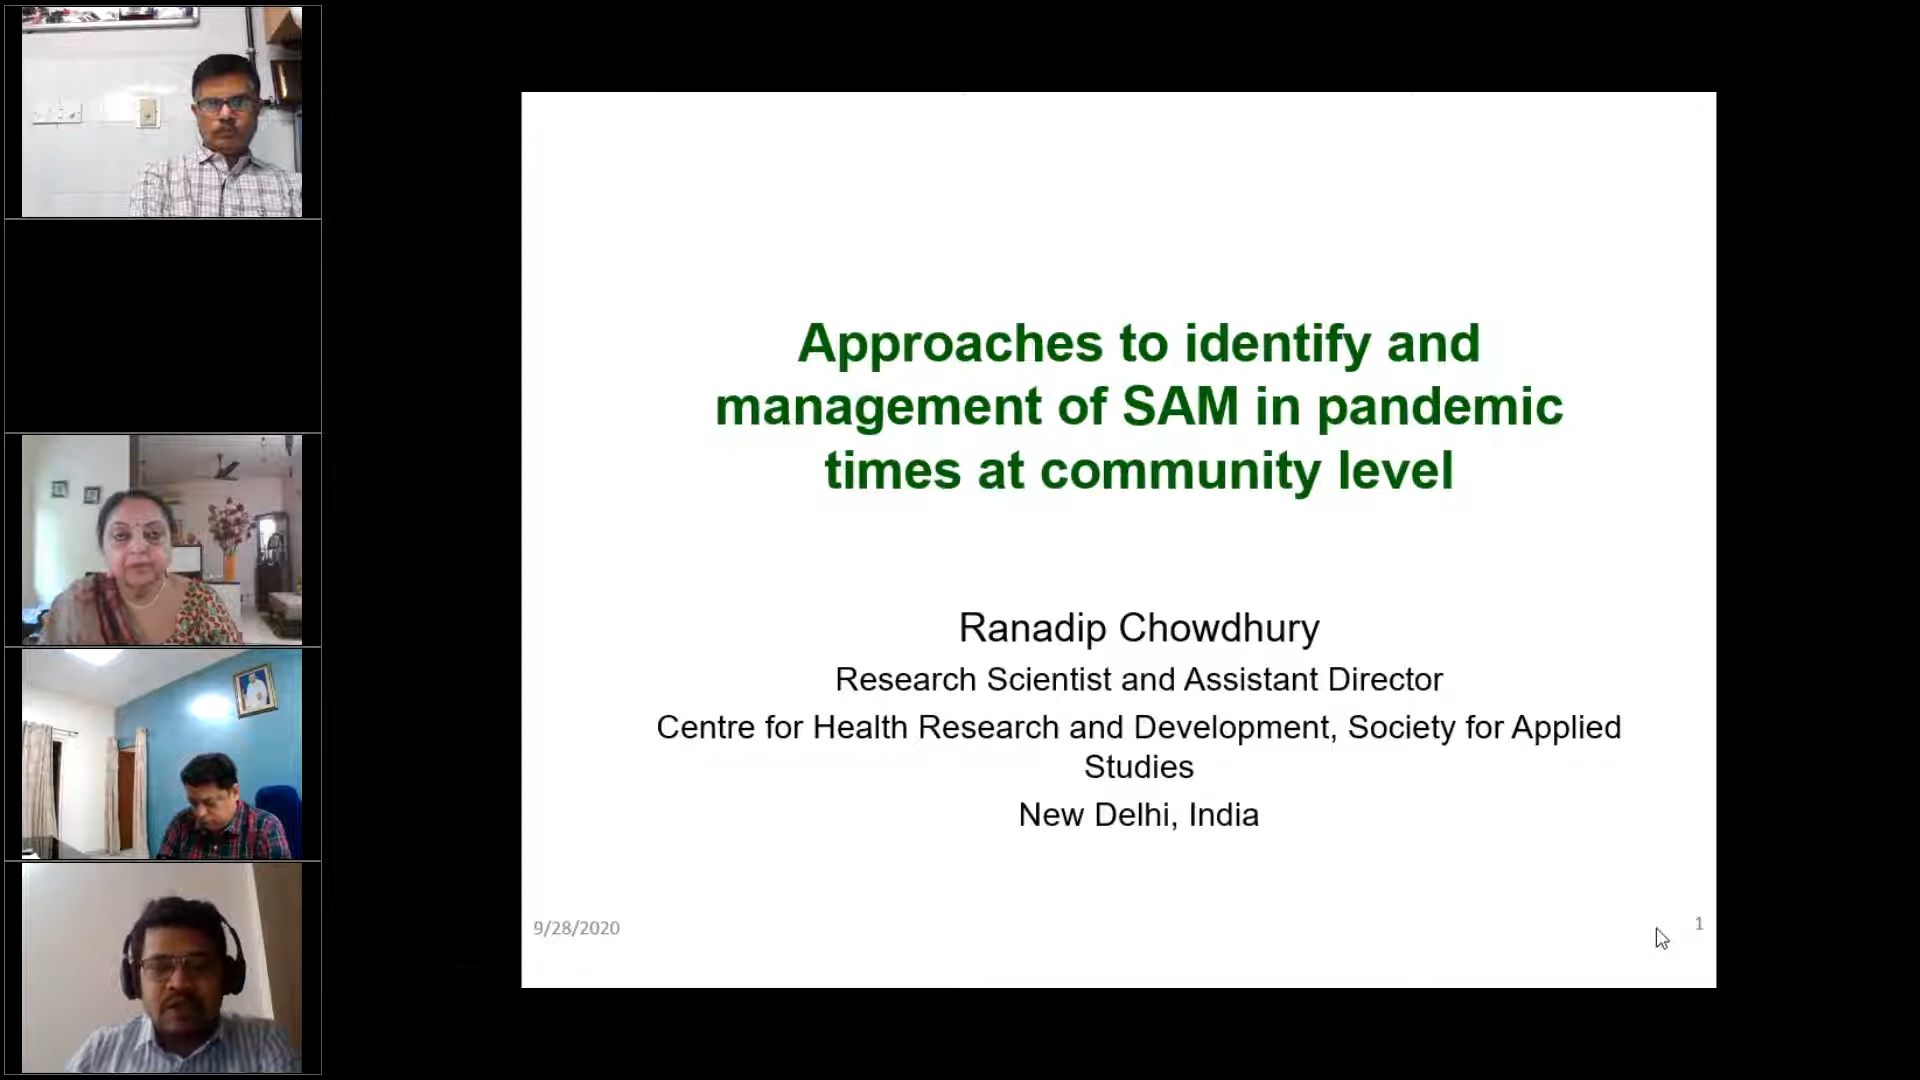 Approaches to identify and
management of SAM in pandemic
times at community level
Ranadip Chowdhury
Research Scientist and Assistant Director
Centre for Health Research and Development, Society for Applied
Studies
New Delhi, India
9/28/2020
1